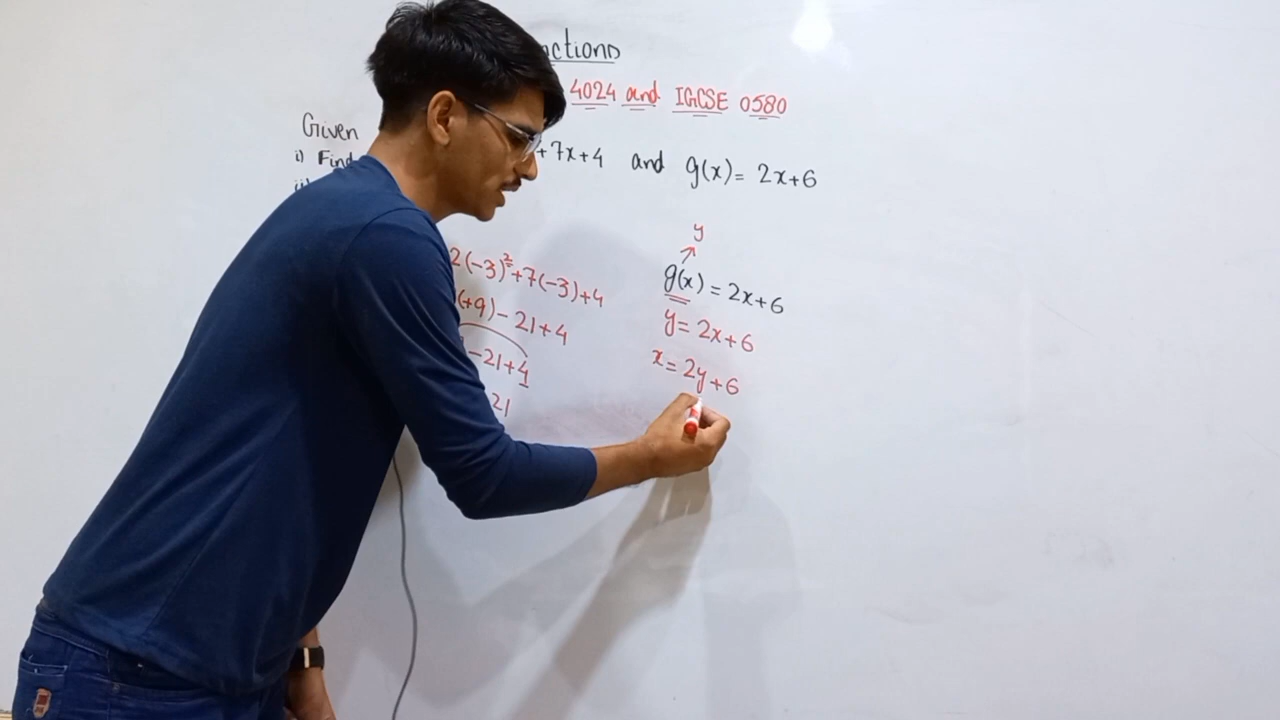 4024 and IGCSE 0580
Given
+7x+4 and g(x)= 2x+6
i) Find
y
2(-3)²+7(-3)+4
g(x) = 2x+6
(+9)-21+4
y= 2x+6
-21+4
x=2y+6
21